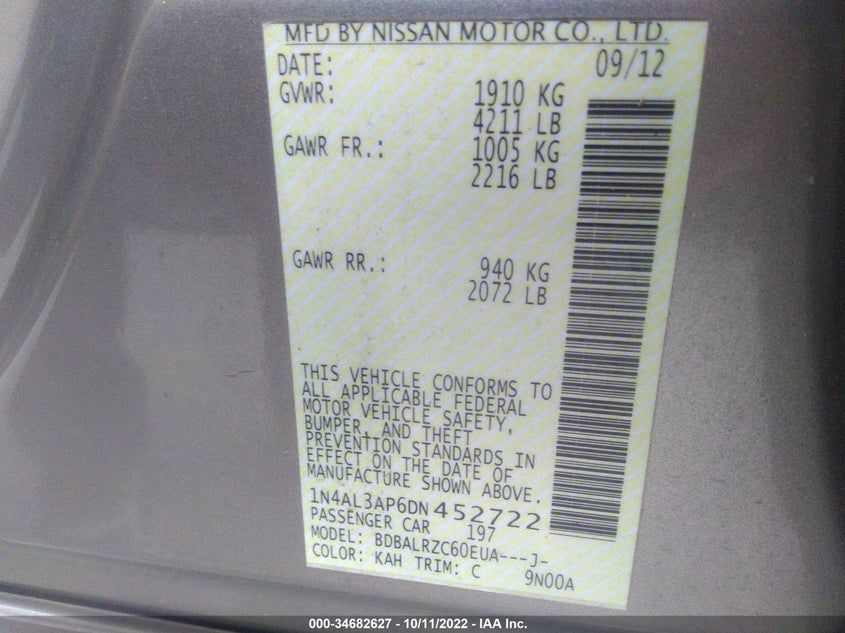 MFD BY NISSAN MOTOR CO., LTD.
DATE: 09/12
GVWR: 1910 KG
4211 LB
GAWR FR.: 1005 KG
2216 LB
GAWR RR.: 940 KG
2072 LB
THIS VEHICLE CONFORMS TO
ALL APPLICABLE FEDERAL
MOTOR VEHICLE SAFETY,
BUMPER, AND THEFT
PREVENTION STANDARDS IN
EFFECT ON THE DATE OF
MANUFACTURE SHOWN ABOVE.
1N4AL3AP6DN452722
PASSENGER CAR 197
MODEL: BDBALRZC60EUA---J-
COLOR: KAH TRIM: C 9N00A
000-34682627 - 10/11/2022 - IAA Inc.